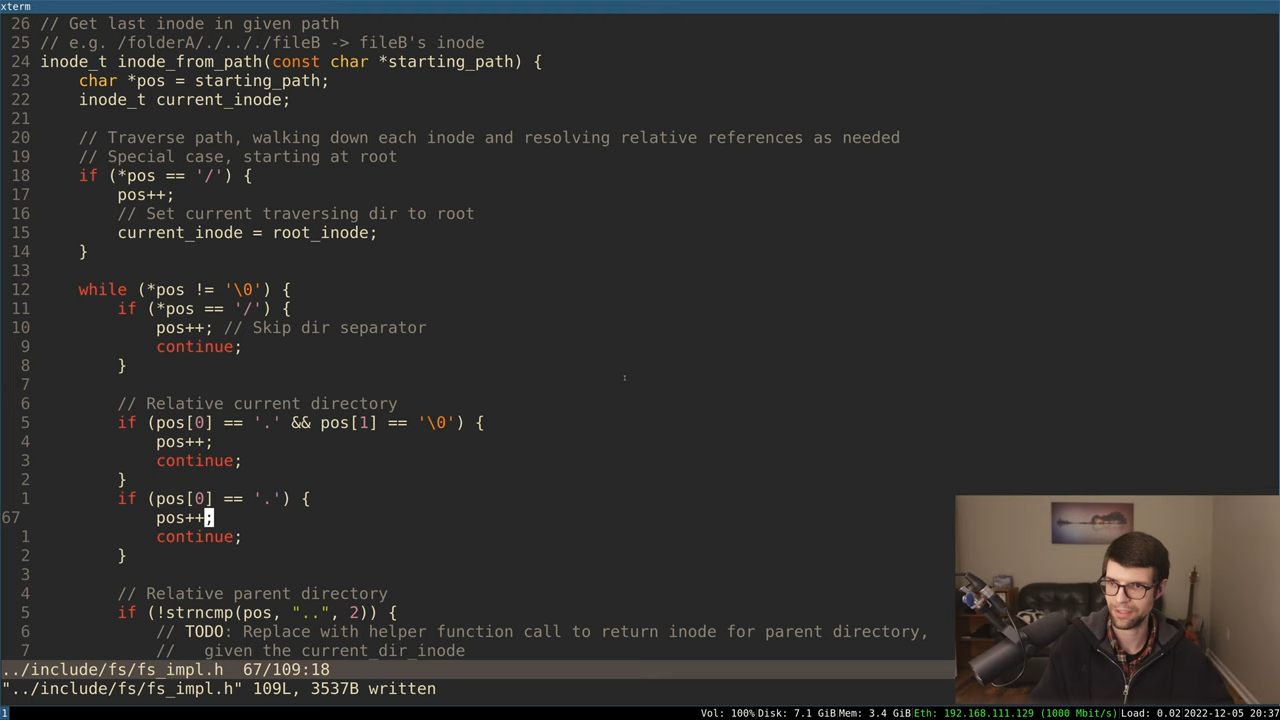 xterm
26 // Get last inode in given path
25 // e.g. /folderA/./.././fileB -> fileB's inode
24 inode_t inode_from_path(const char *starting_path) {
23     char *pos = starting_path;
22     inode_t current_inode;
21
20     // Traverse path, walking down each inode and resolving relative references as needed
19     // Special case, starting at root
18     if (*pos == '/') {
17         pos++;
16         // Set current traversing dir to root
15         current_inode = root_inode;
14     }
13
12     while (*pos != '\0') {
11         if (*pos == '/') {
10             pos++; // Skip dir separator
9             continue;
8         }
7
6         // Relative current directory
5         if (pos[0] == '.' && pos[1] == '\0') {
4             pos++;
3             continue;
2         }
1         if (pos[0] == '.') {
67             pos++;
1             continue;
2         }
3
4         // Relative parent directory
5         if (!strncmp(pos, "..", 2)) {
6             // TODO: Replace with helper function call to return inode for parent directory,
7             //   given the current_dir_inode
../include/fs/fs_impl.h  67/109:18
"../include/fs/fs_impl.h" 109L, 3537B written
1 Vol: 100% Disk: 7.1 GiB Mem: 3.4 GiB Eth: 192.168.111.129 (1000 Mbit/s) Load: 0.02 2022-12-05 20:37